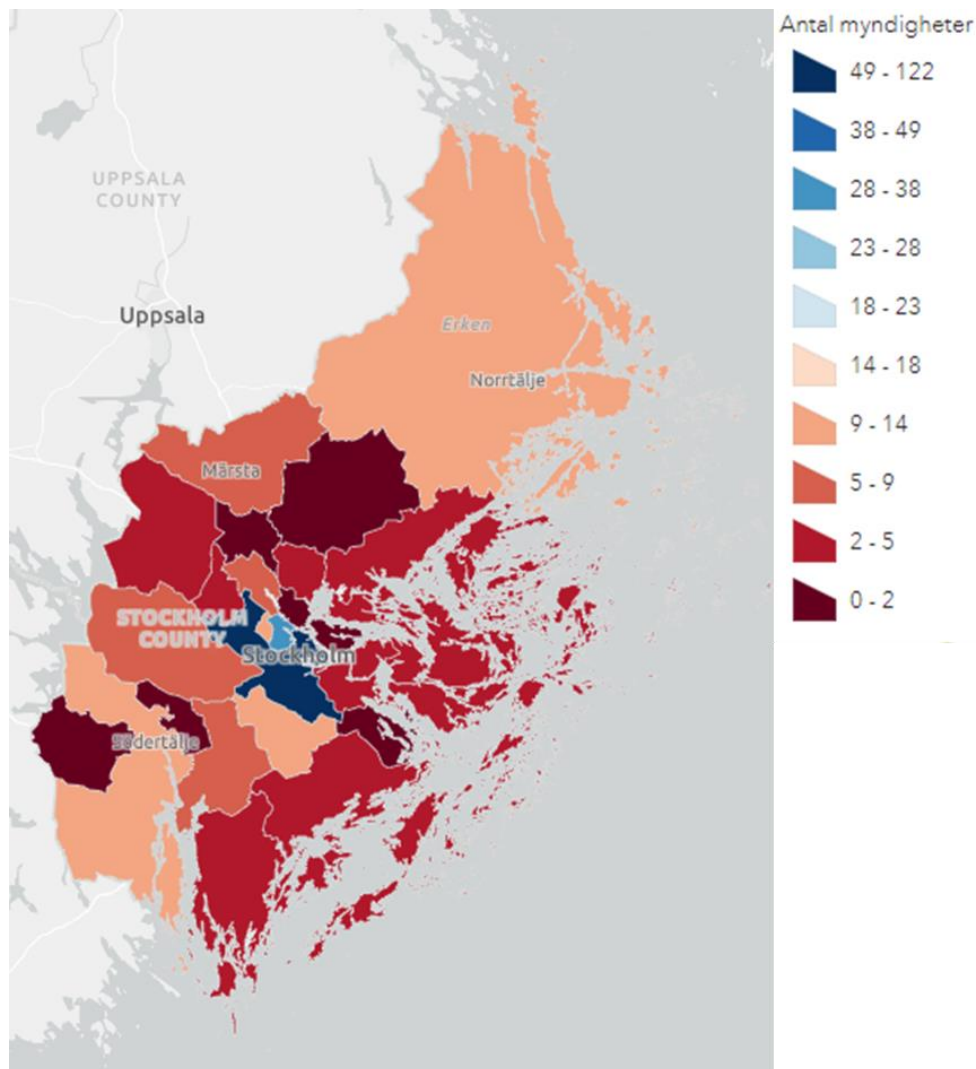 Antal myndigheter
49 - 122
38 - 49
28 - 38
23 - 28
18 - 23
14 - 18
9 - 14
5 - 9
2 - 5
0 - 2
UPPSALA
COUNTY
Uppsala
Erken
Norrtälje
Märsta
STOCKHOLM
COUNTY
Stockholm
Södertälje